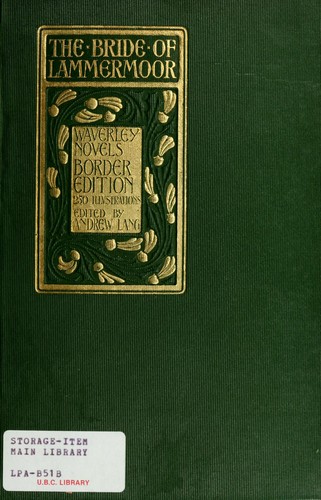 THE · BRIDE · OF
LAMMERMOOR
WAVERLEY
NOVELS
BORDER
EDITION
250 ILLVSTRATIONS
EDITED BY
ANDREW LANG
STORAGE-ITEM
MAIN LIBRARY
LPA-B51B
U.B.C. LIBRARY